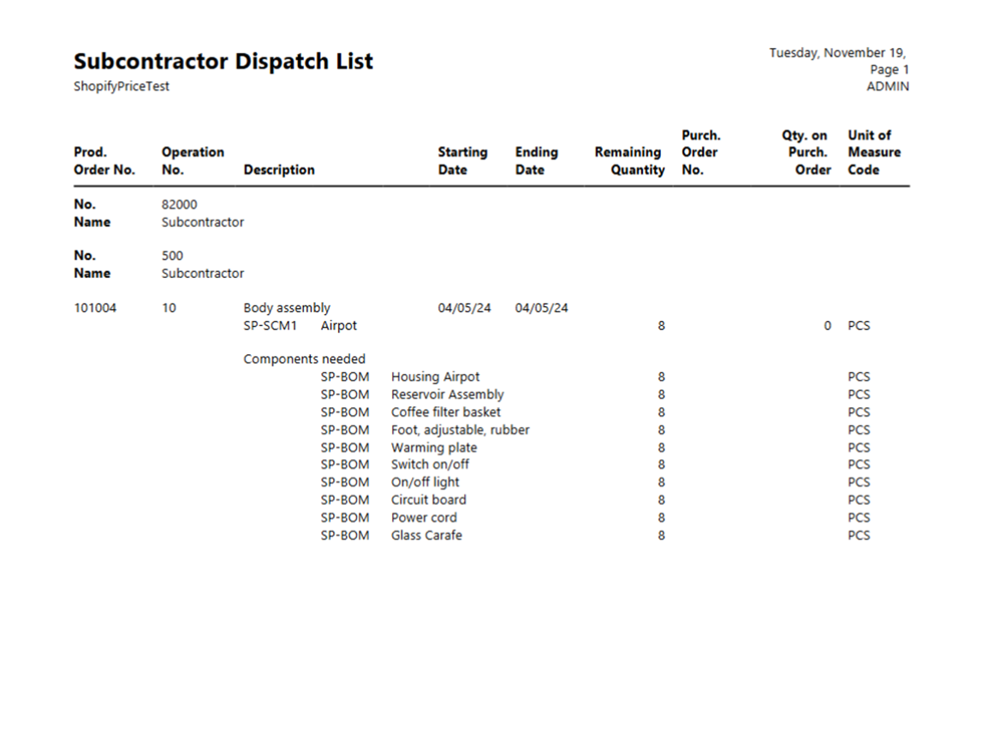 Subcontractor Dispatch List
ShopifyPriceTest
Tuesday, November 19,
Page 1
ADMIN
Prod. Order No. Operation No. Description Starting Date Ending Date Remaining Quantity Purch. Order No. Qty. on Purch. Order Unit of Measure Code
No. 82000
Name Subcontractor
No. 500
Name Subcontractor
101004 10 Body assembly 04/05/24 04/05/24
SP-SCM1 Airpot 8 0 PCS
Components needed
SP-BOM Housing Airpot 8 PCS
SP-BOM Reservoir Assembly 8 PCS
SP-BOM Coffee filter basket 8 PCS
SP-BOM Foot, adjustable, rubber 8 PCS
SP-BOM Warming plate 8 PCS
SP-BOM Switch on/off 8 PCS
SP-BOM On/off light 8 PCS
SP-BOM Circuit board 8 PCS
SP-BOM Power cord 8 PCS
SP-BOM Glass Carafe 8 PCS